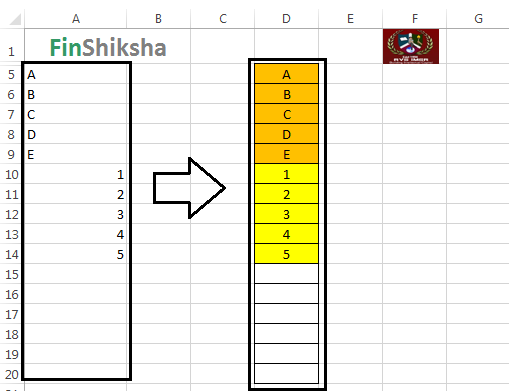 A B C D E F G
1 FinShiksha
RVS IMSR
5 A A
6 B B
7 C C
8 D D
9 E E
10 1 1
11 2 2
12 3 3
13 4 4
14 5 5
15
16
17
18
19
20